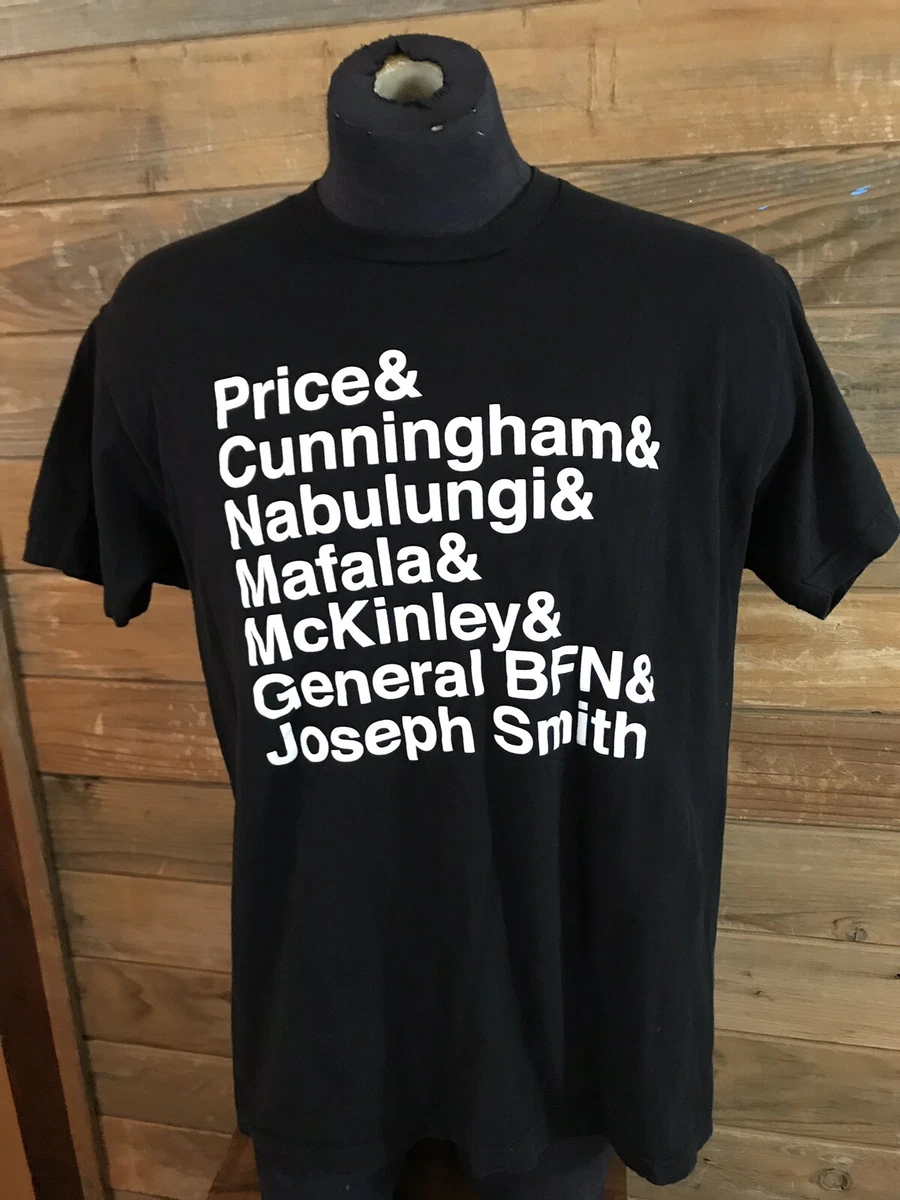 Price&
Cunningham&
Nabulungi&
Mafala&
McKinley&
General BFN&
Joseph Smith